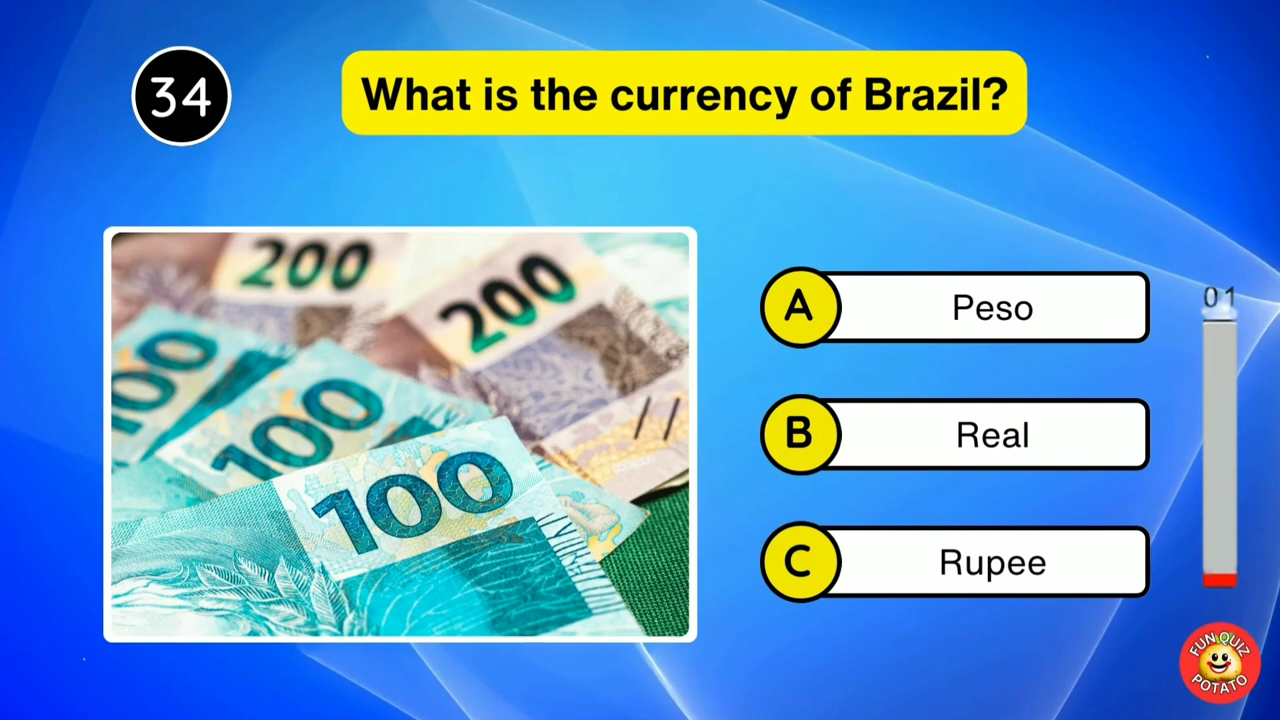 34
What is the currency of Brazil?
200
200
100
100
100
A
Peso
B
Real
C
Rupee
01
FUN QUIZ
POTATO